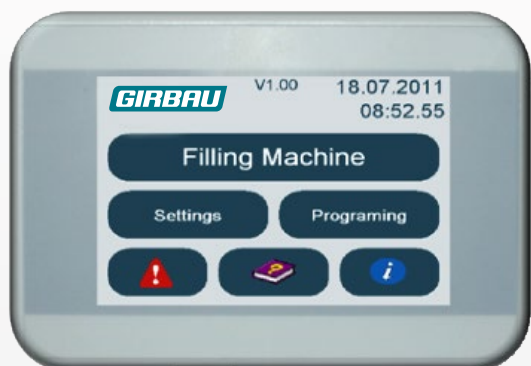 GIRBAU V1.00 18.07.2011
08:52.55
Filling Machine
Settings Programing
! ? i